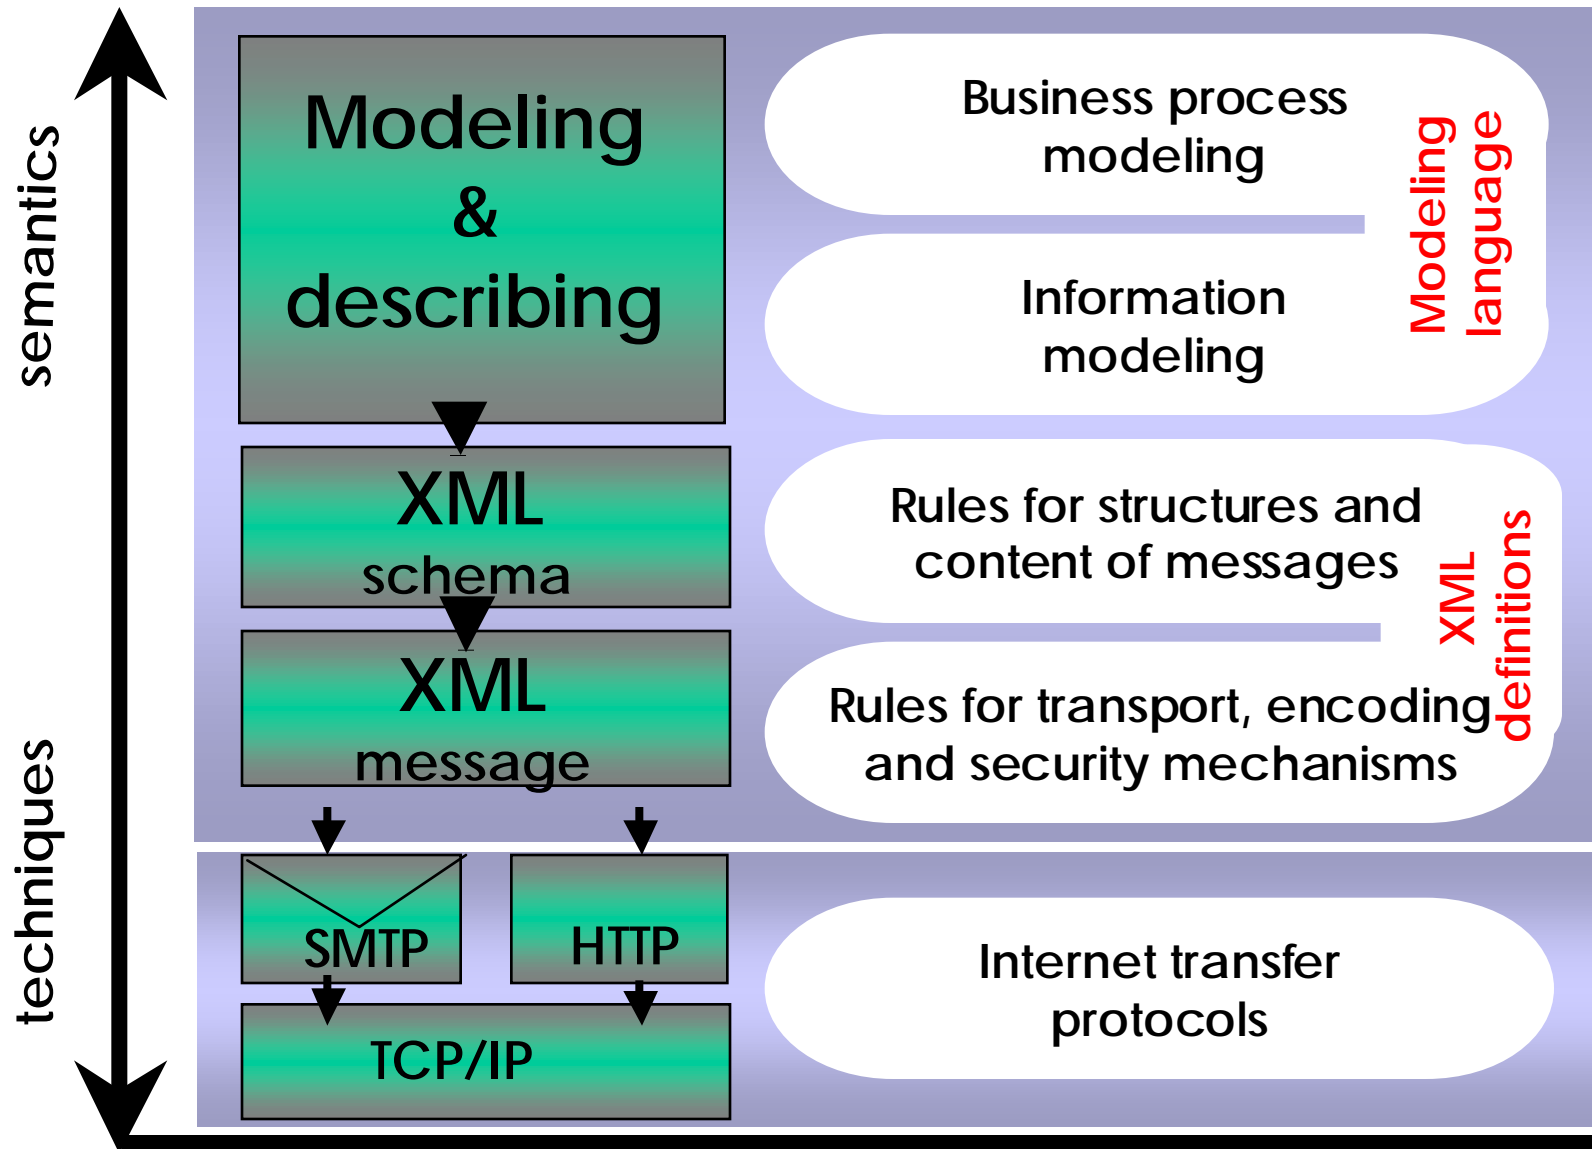 semantics
techniques
Modeling
&
describing
Business process
modeling
Information
modeling
Modeling
language
XML
schema
Rules for structures and
content of messages
XML
message
Rules for transport, encoding
and security mechanisms
XML
definitions
SMTP
HTTP
TCP/IP
Internet transfer
protocols